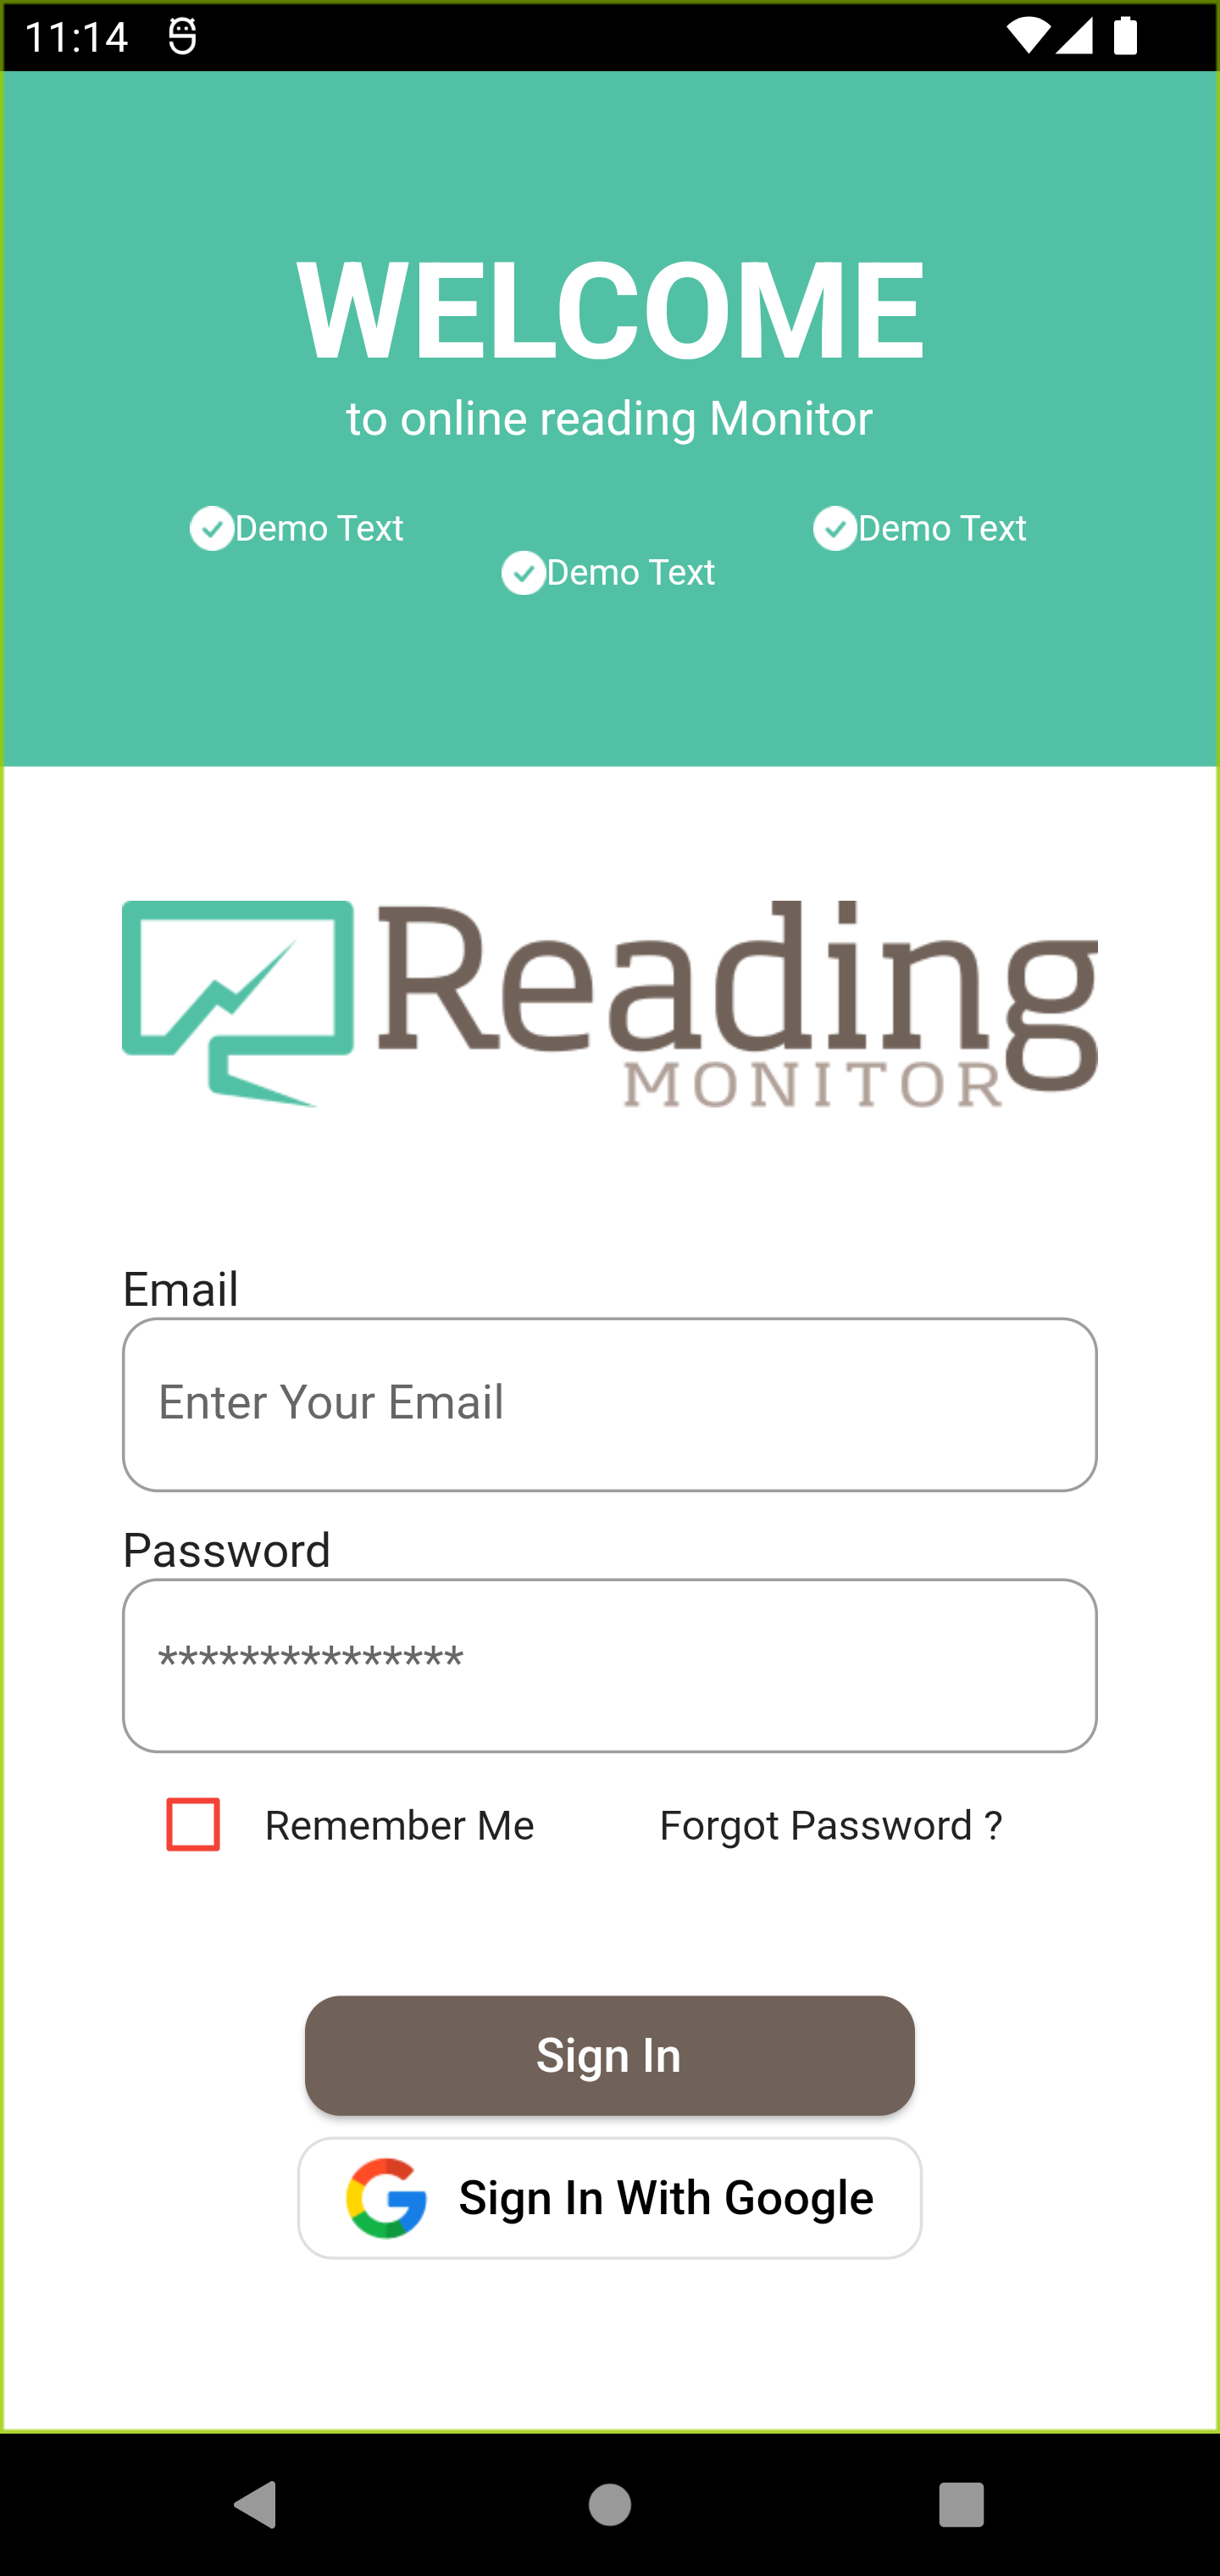 11:14
WELCOME
to online reading Monitor
Demo Text
Demo Text
Demo Text
Reading
MONITOR
Email
Enter Your Email
Password
***************
Remember Me
Forgot Password ?
Sign In
Sign In With Google